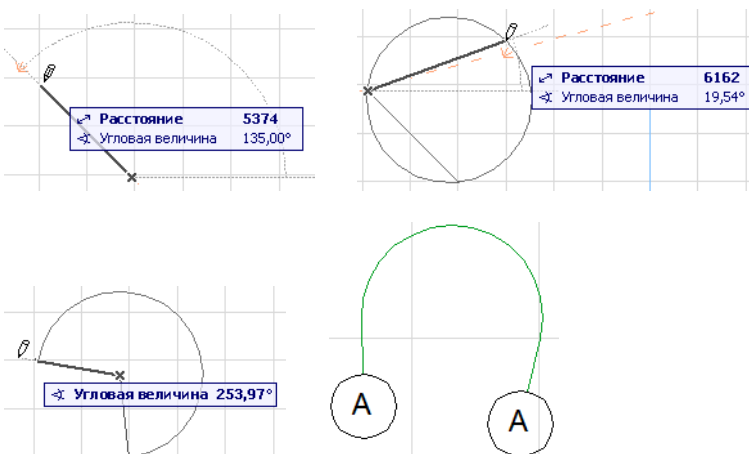 Расстояние 5374
Угловая величина 135,00°
Расстояние 6162
Угловая величина 19,54°
Угловая величина 253,97°
A
A